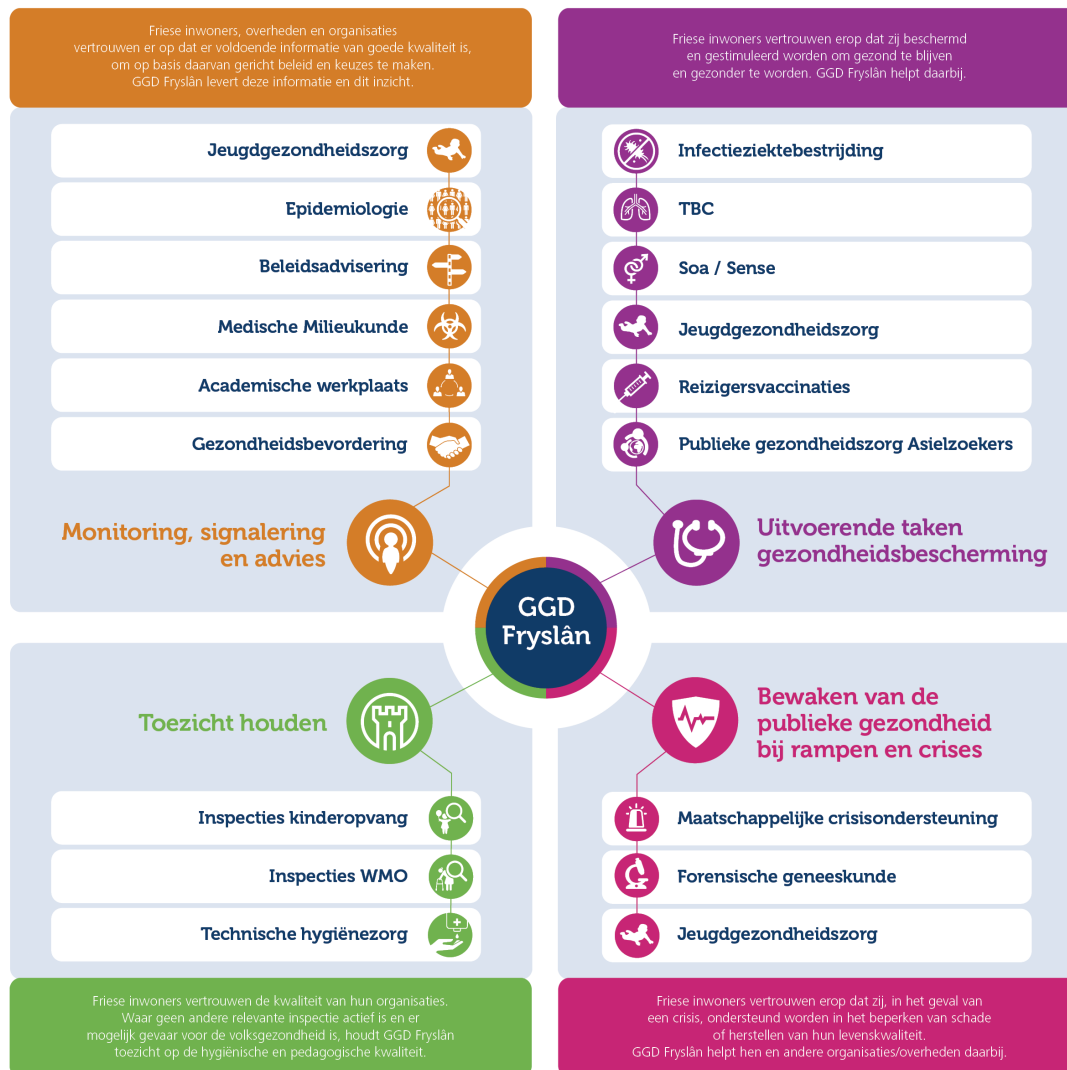 Friese inwoners, overheden en organisaties
vertrouwen er op dat er voldoende informatie van goede kwaliteit is,
om op basis daarvan gericht beleid en keuzes te maken.
GGD Fryslân levert deze informatie en dit inzicht.
Jeugdgezondheidszorg
Epidemiologie
Beleidsadvisering
Medische Milieukunde
Academische werkplaats
Gezondheidsbevordering
Monitoring, signalering
en advies
Friese inwoners vertrouwen erop dat zij beschermd
en gestimuleerd worden om gezond te blijven
en gezonder te worden. GGD Fryslân helpt daarbij.
Infectieziektebestrijding
TBC
Soa / Sense
Jeugdgezondheidszorg
Reizigersvaccinaties
Publieke gezondheidszorg Asielzoekers
Uitvoerende taken
gezondheidsbescherming
GGD
Fryslân
Toezicht houden
Inspecties kinderopvang
Inspecties WMO
Technische hygiënezorg
Friese inwoners vertrouwen de kwaliteit van hun organisaties.
Waar geen andere relevante inspectie actief is en er
mogelijk gevaar voor de volksgezondheid is, houdt GGD Fryslân
toezicht op de hygiënische en pedagogische kwaliteit.
Bewaken van de
publieke gezondheid
bij rampen en crises
Maatschappelijke crisisondersteuning
Forensische geneeskunde
Jeugdgezondheidszorg
Friese inwoners vertrouwen erop dat zij, in het geval van
een crisis, ondersteund worden in het beperken van schade
of herstellen van hun levenskwaliteit.
GGD Fryslân helpt hen en andere organisaties/overheden daarbij.